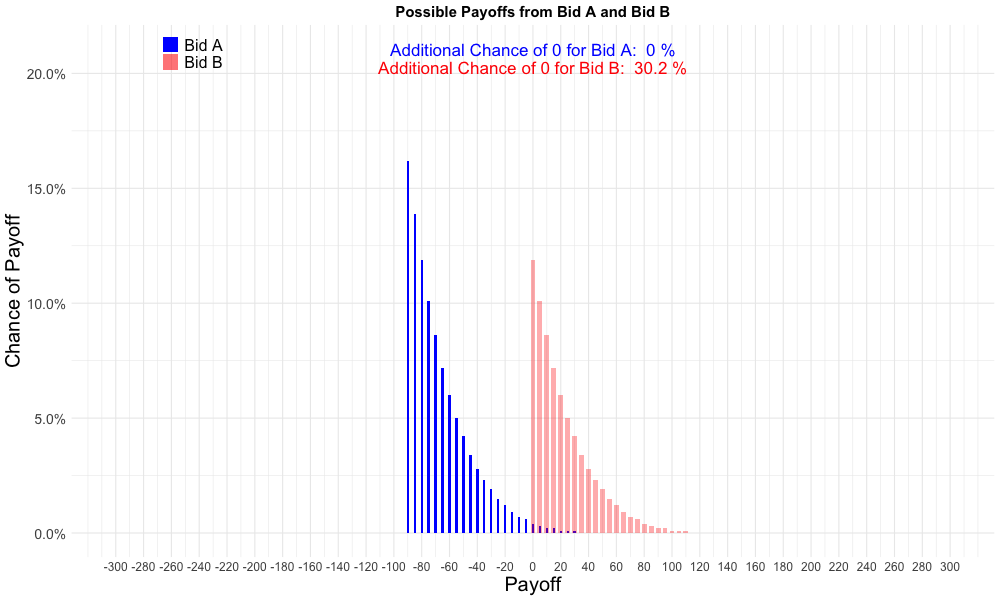 Possible Payoffs from Bid A and Bid B
Bid A
Bid B
Additional Chance of 0 for Bid A:  0 %
Additional Chance of 0 for Bid B:  30.2 %
Chance of Payoff
20.0%
15.0%
10.0%
5.0%
0.0%
-300 -280 -260 -240 -220 -200 -180 -160 -140 -120 -100 -80 -60 -40 -20 0 20 40 60 80 100 120 140 160 180 200 220 240 260 280 300
Payoff